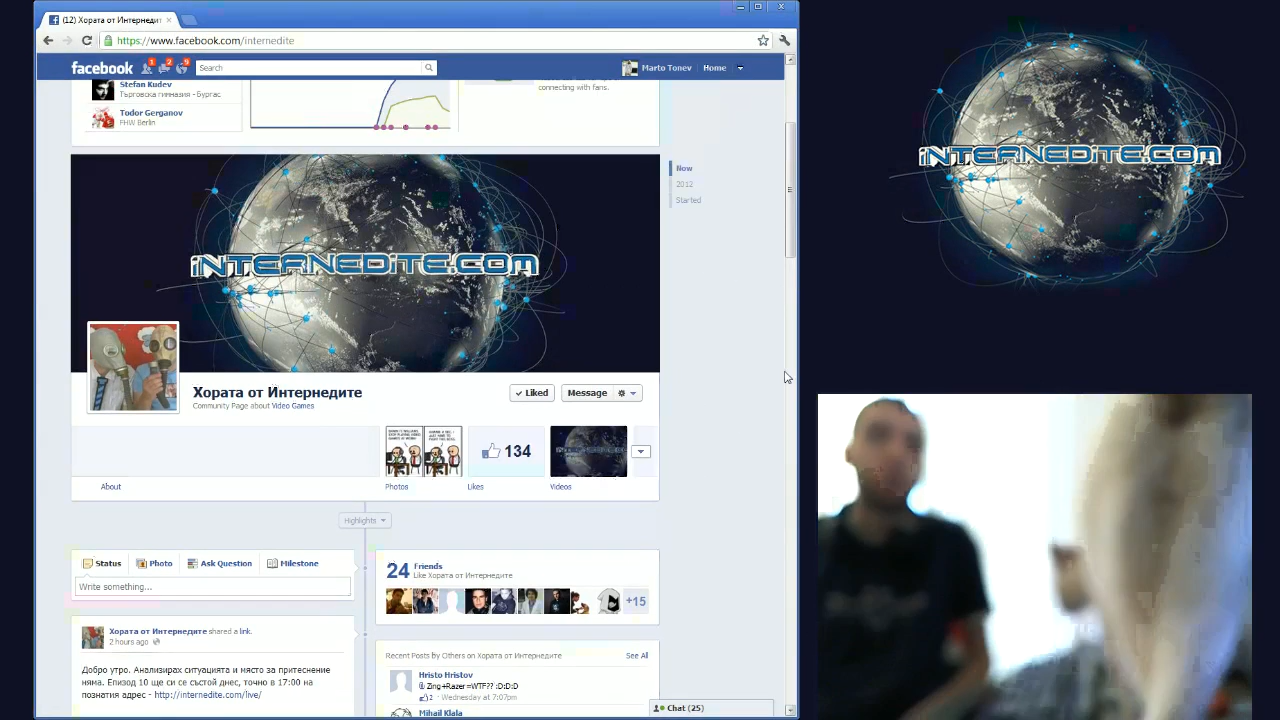 (12) Хората от Интернедит
https://www.facebook.com/internedite
facebook
1
2
9
Search
Marto Tonev
Home
Stefan Kudev
Търговска гимназия - Бургас
Todor Gerganov
FHW Berlin
connecting with fans.
iNTERNEDiTE.COM
Now
2012
Started
iNTERNEDiTE.COM
Хората от Интернедите
Community Page about Video Games
Liked
Message
134
About
Photos
Likes
Videos
Highlights
Status
Photo
Ask Question
Milestone
Write something...
24 Friends
Like Хората от Интернедите
+15
Хората от Интернедите shared a link.
2 hours ago
Добро утро. Анализирах ситуацията и място за притеснение
няма. Епизод 10 ще си се състой днес, точно в 17:00 на
познатия адрес - http://internedite.com/live/
Recent Posts by Others on Хората от Интернедите
See All
Hristo Hristov
Zing+Razer=WTF?? :D:D:D
2 · Wednesday at 7:07pm
Mihail Klala
Chat (25)